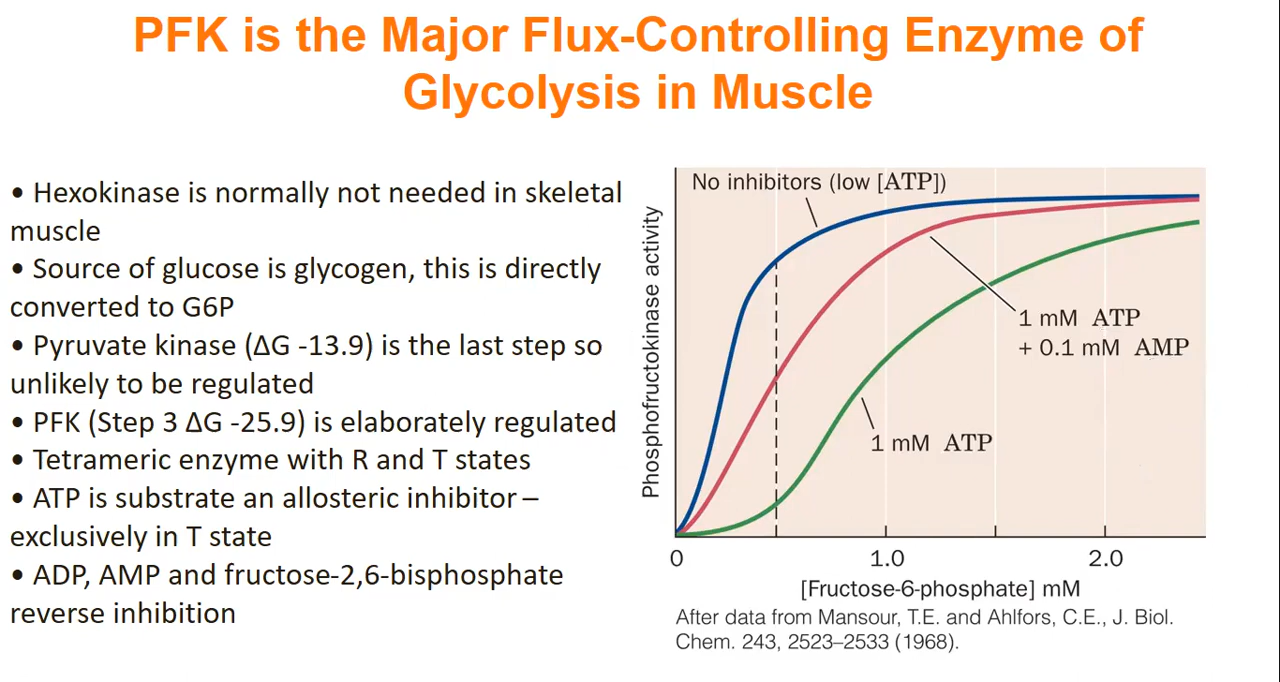 PFK is the Major Flux-Controlling Enzyme of
Glycolysis in Muscle
• Hexokinase is normally not needed in skeletal
muscle
• Source of glucose is glycogen, this is directly
converted to G6P
• Pyruvate kinase (ΔG -13.9) is the last step so
unlikely to be regulated
• PFK (Step 3 ΔG -25.9) is elaborately regulated
• Tetrameric enzyme with R and T states
• ATP is substrate an allosteric inhibitor –
exclusively in T state
• ADP, AMP and fructose-2,6-bisphosphate
reverse inhibition
Phosphofructokinase activity
No inhibitors (low [ATP])
1 mM ATP
+ 0.1 mM AMP
1 mM ATP
0 1.0 2.0
[Fructose-6-phosphate] mM
After data from Mansour, T.E. and Ahlfors, C.E., J. Biol.
Chem. 243, 2523–2533 (1968).